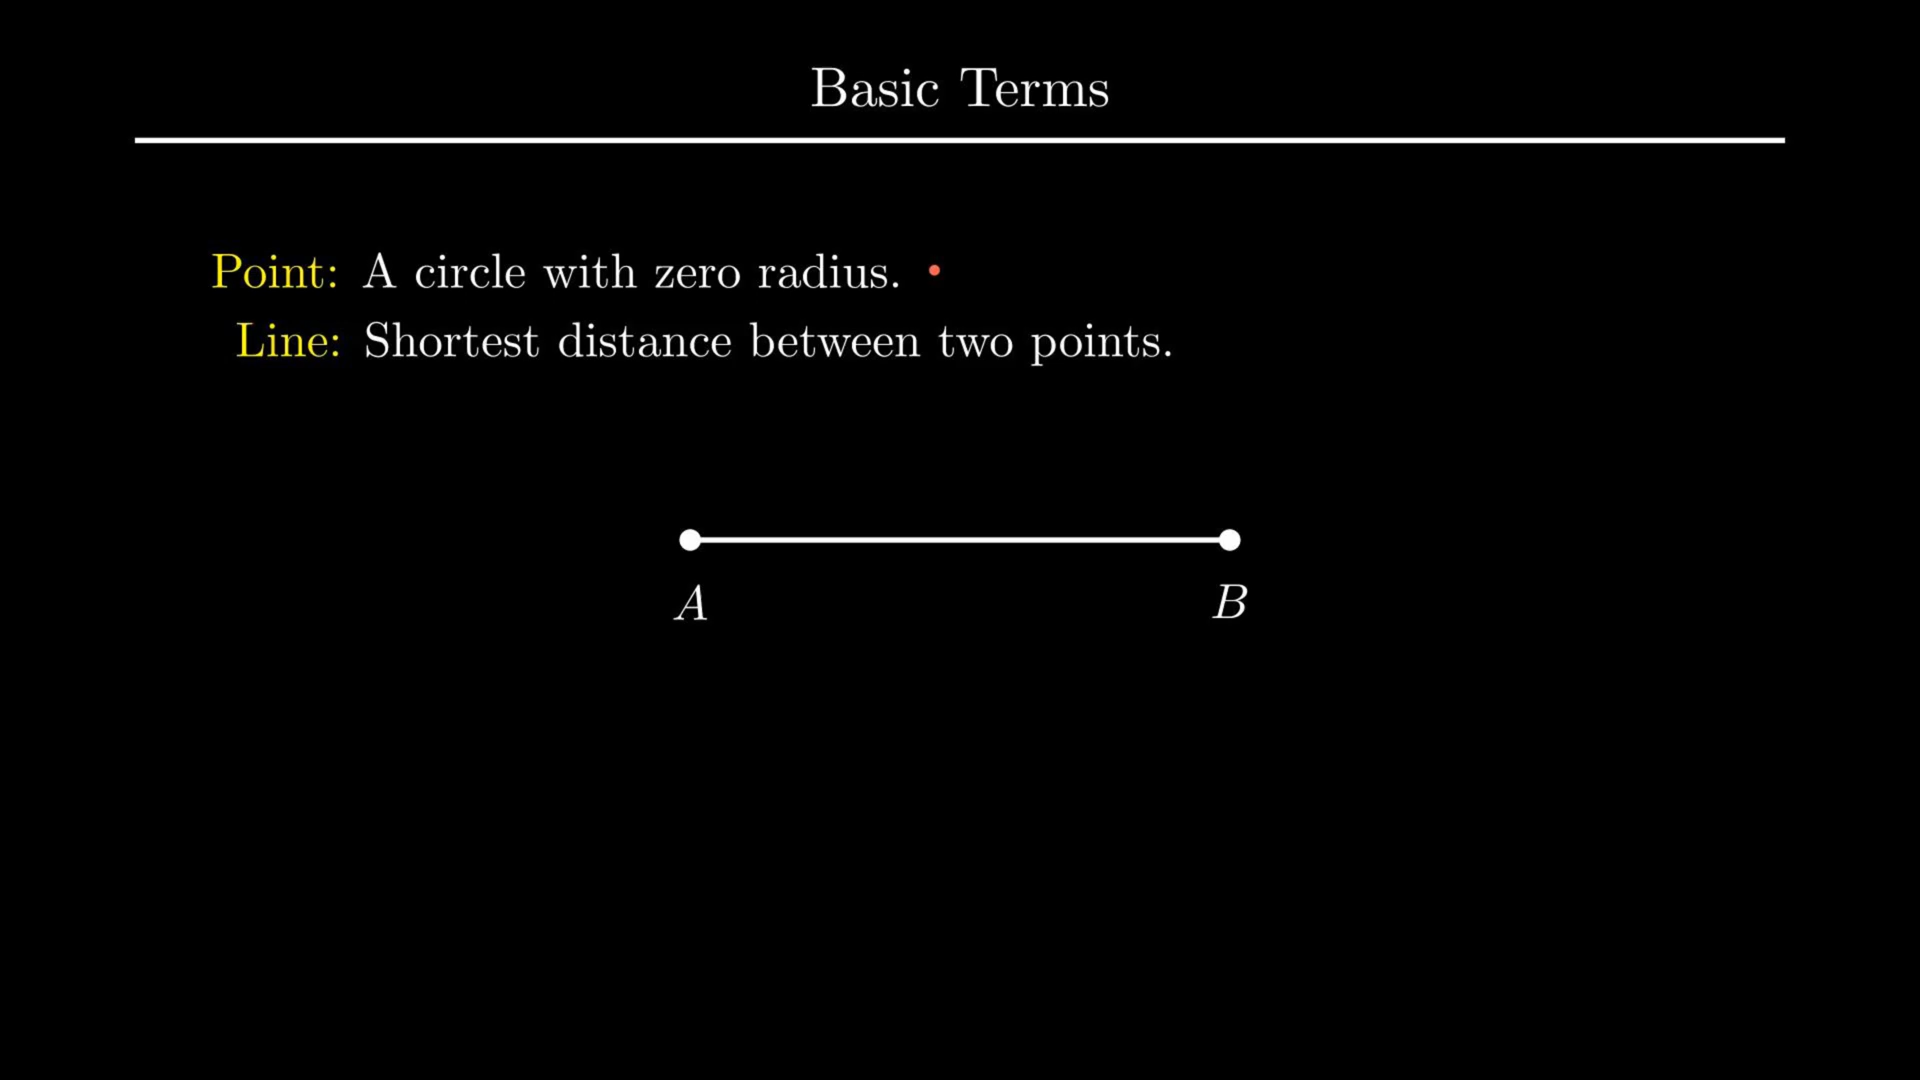 Basic Terms
Point: A circle with zero radius.
Line: Shortest distance between two points.
A B